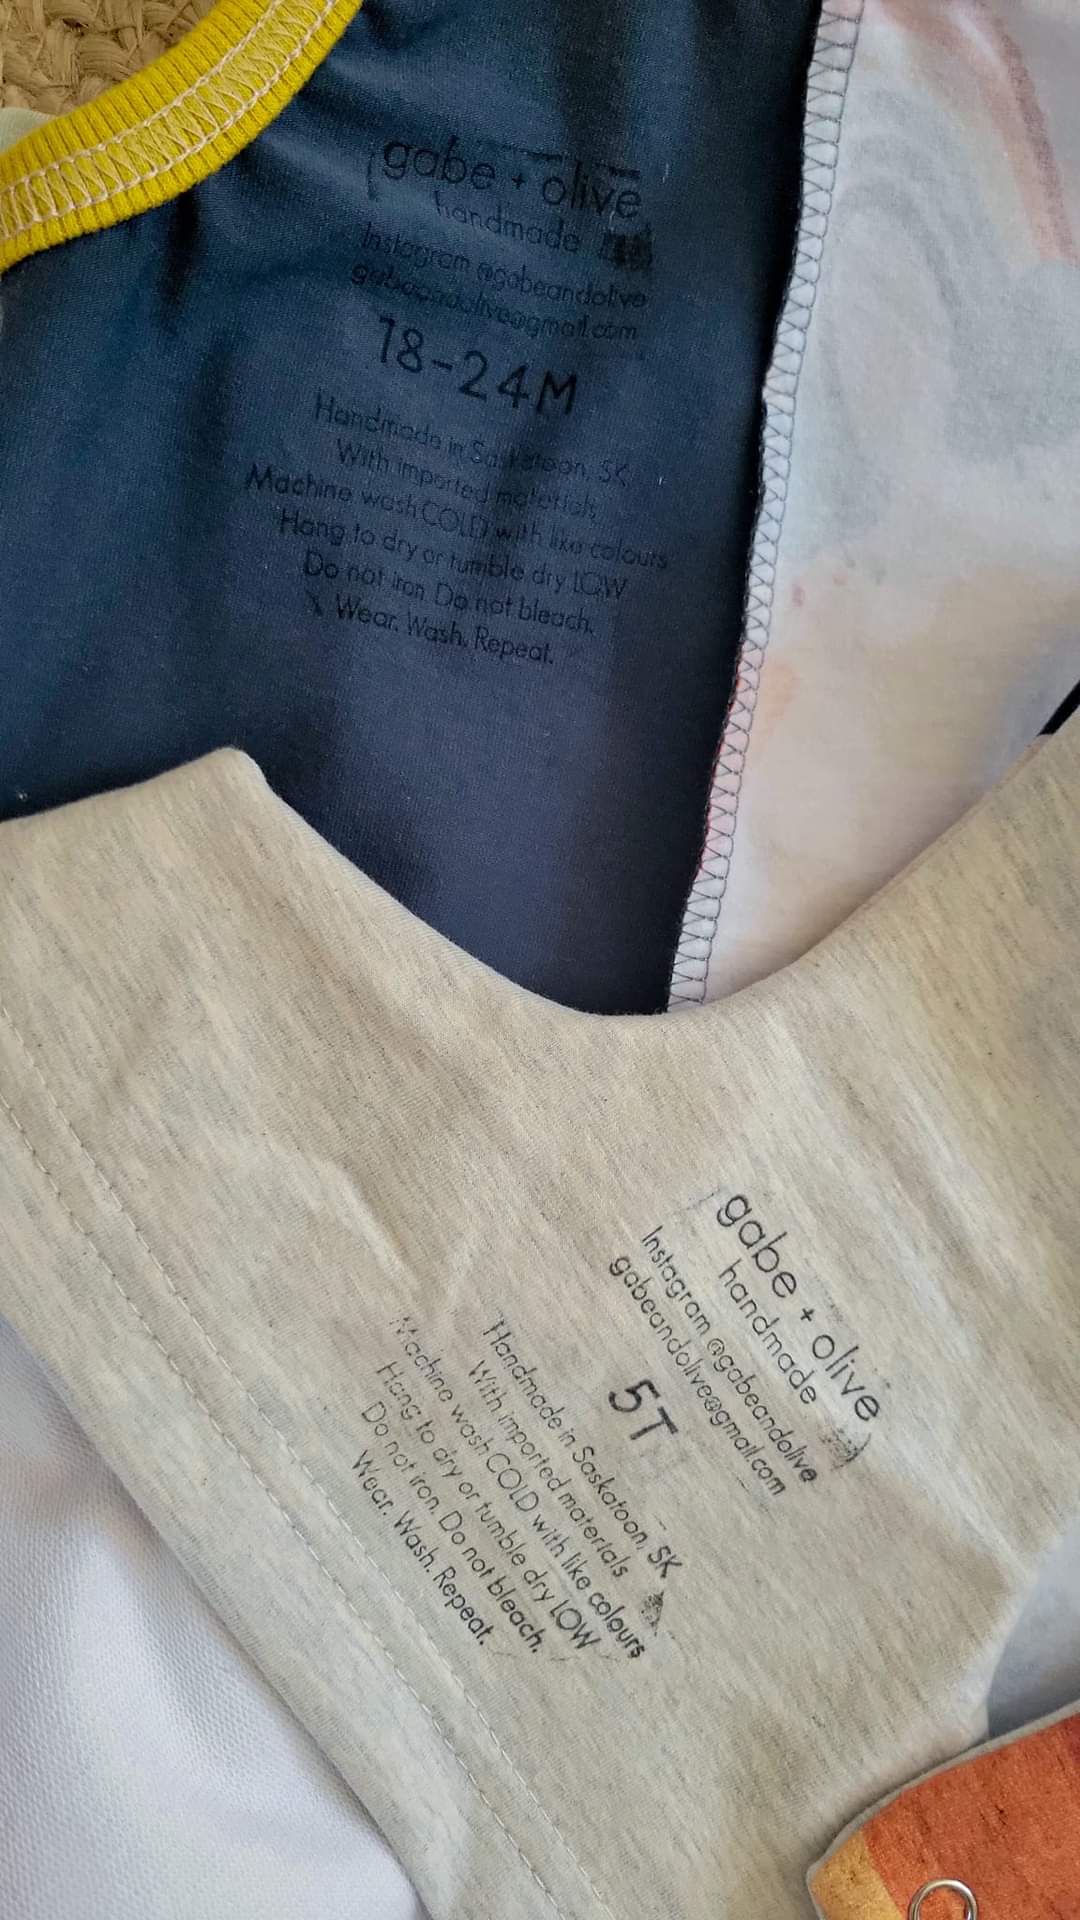 gabe + olive
handmade
Instagram @gabeandolive
gabeandolive@gmail.com
18-24M
Handmade in Saskatoon, SK
With imported materials
Machine wash COLD with like colours
Hang to dry or tumble dry LOW
Do not iron. Do not bleach.
Wear. Wash. Repeat.
gabe + olive
handmade
Instagram @gabeandolive
gabeandolive@gmail.com
5T
Handmade in Saskatoon, SK
With imported materials
Machine wash COLD with like colours
Hang to dry or tumble dry LOW
Do not iron. Do not bleach.
Wear. Wash. Repeat.